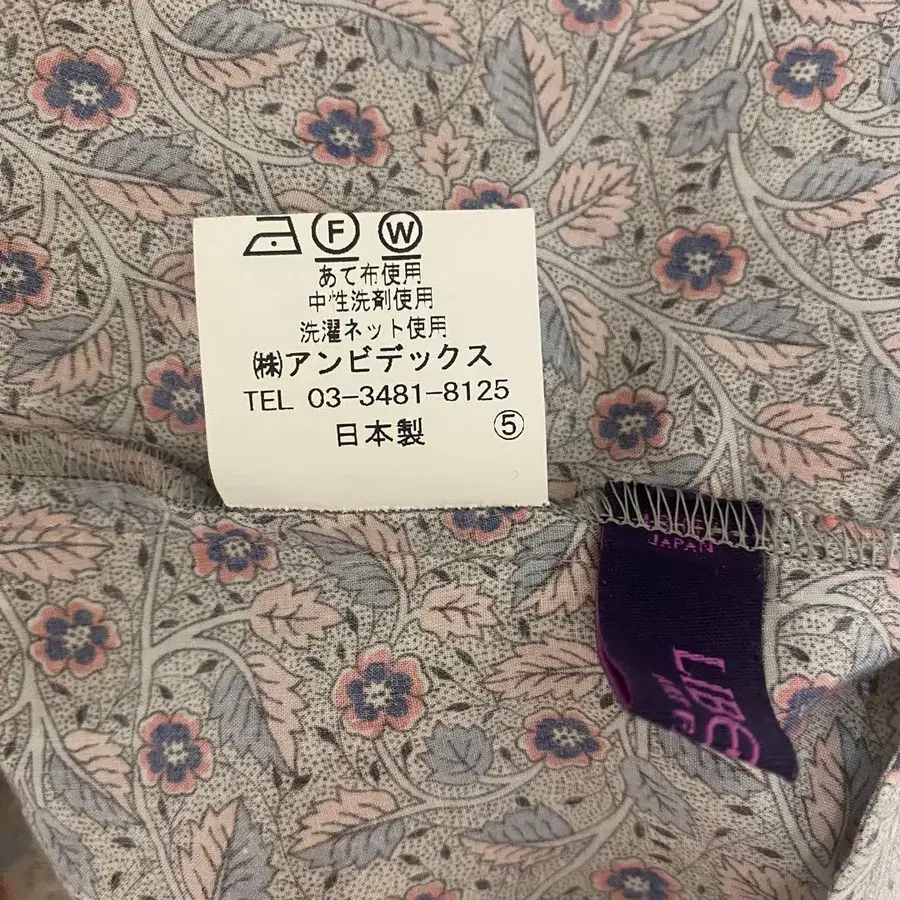 F W
あて布使用
中性洗剤使用
洗濯ネット使用
㈱アンビデックス
TEL 03-3481-8125
日本製 ⑤
JAPAN